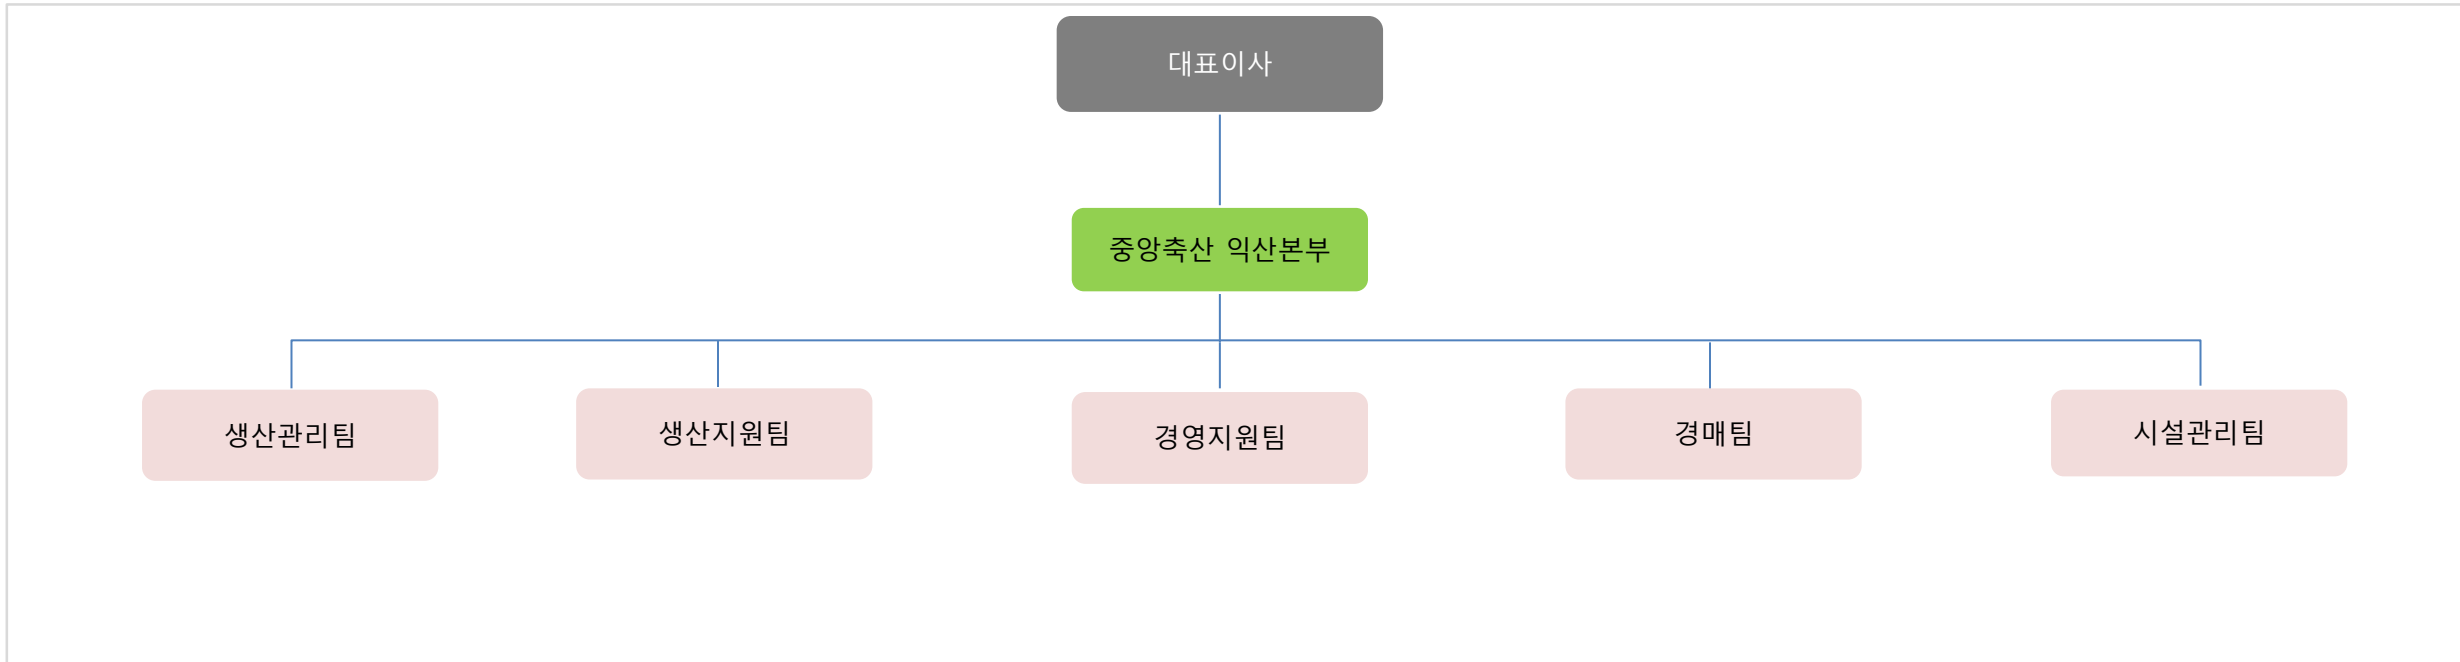 대표이사
중앙축산 익산본부
생산관리팀
생산지원팀
경영지원팀
경매팀
시설관리팀